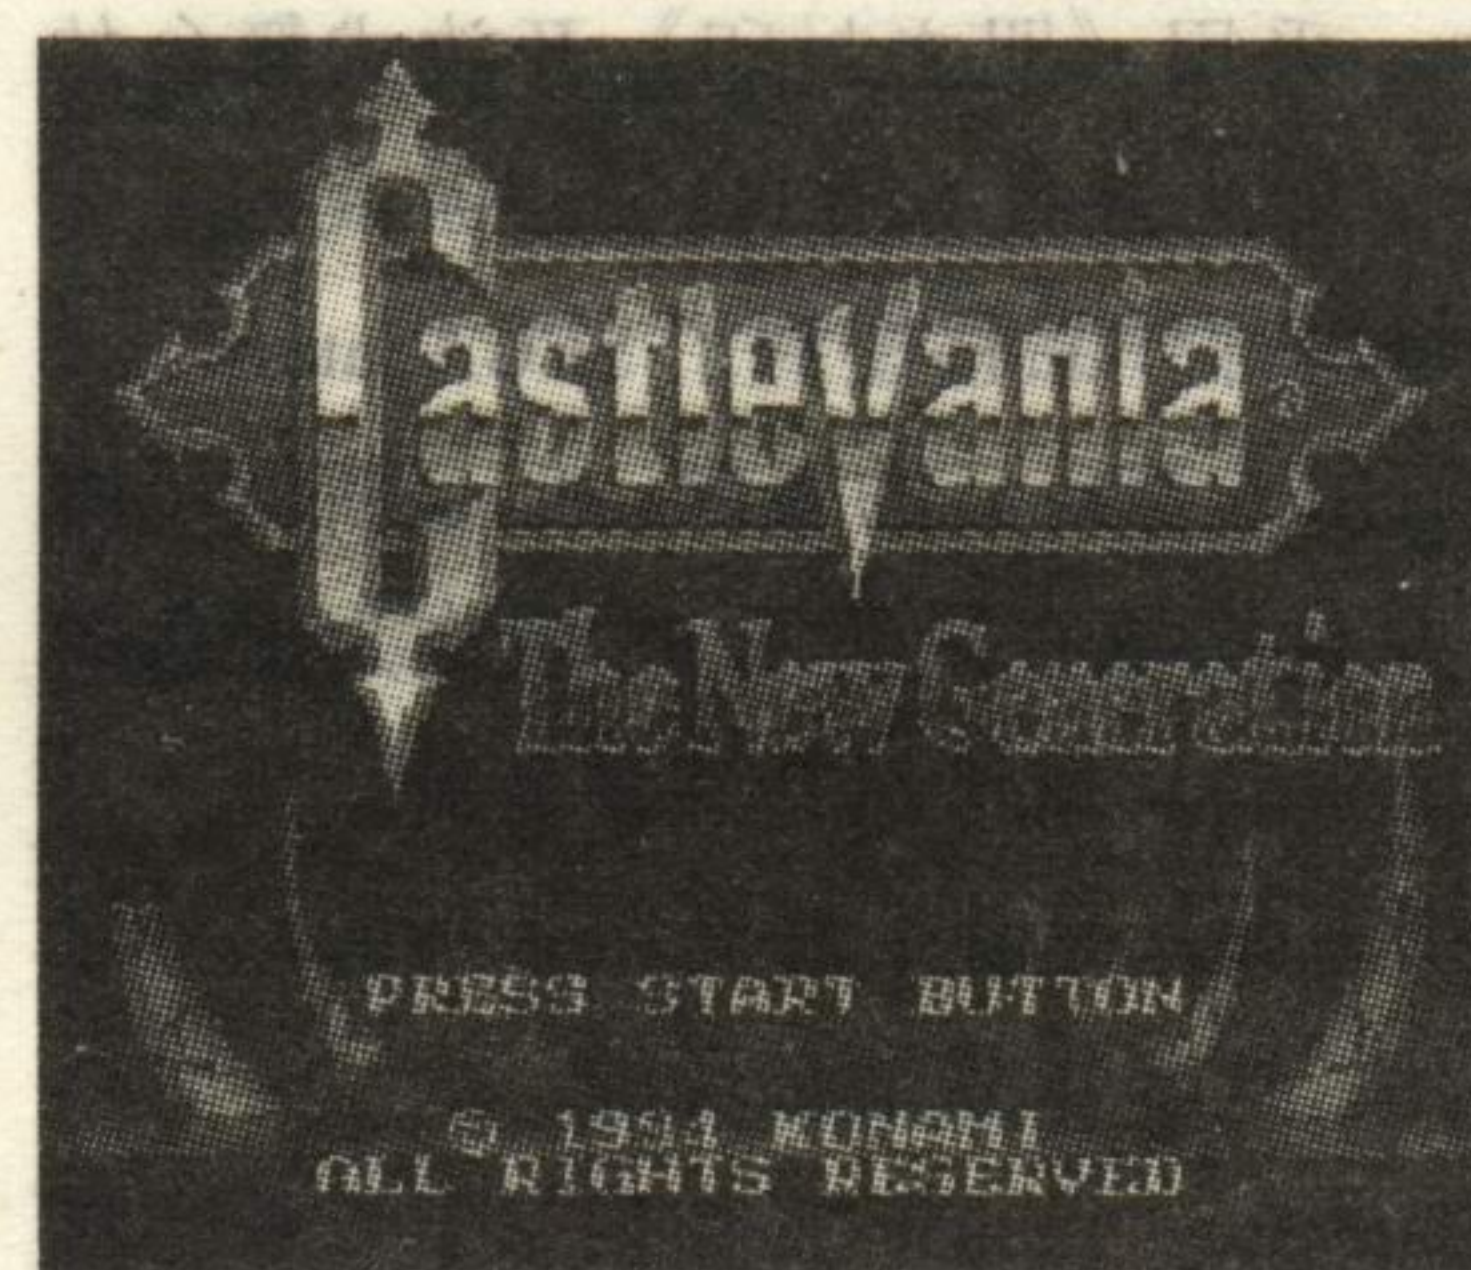 Castlevania
The New Generation
PRESS START BUTTON
© 1994 KONAMI
ALL RIGHTS RESERVED